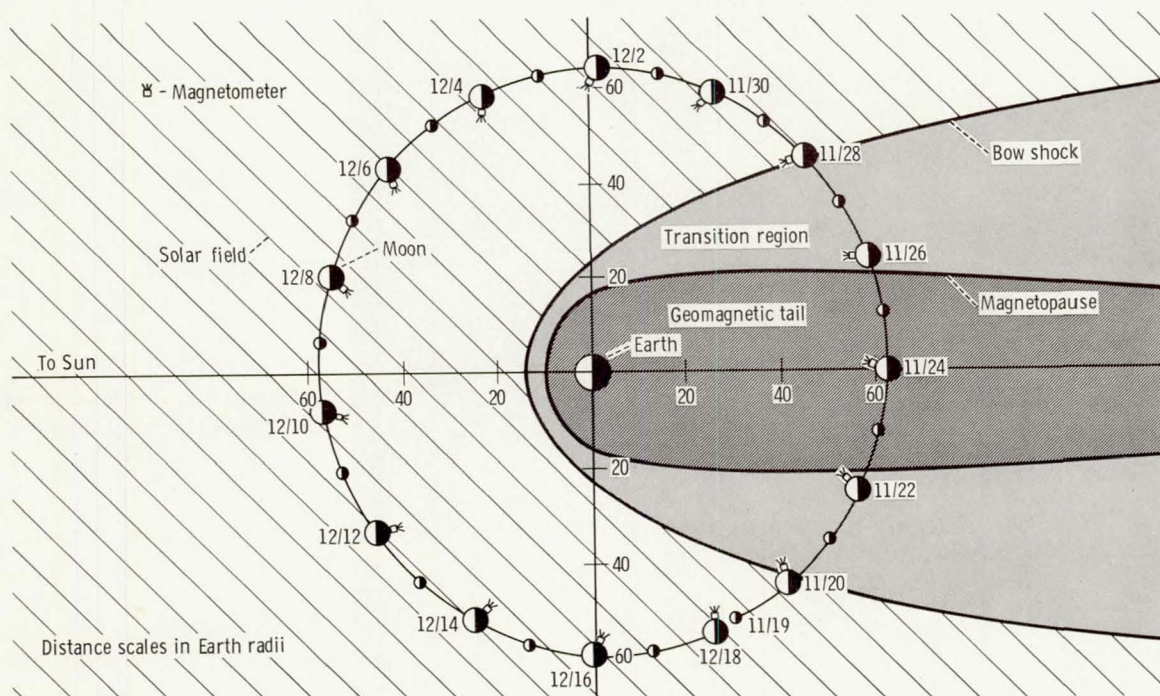 12/2
12/4
60
11/30
- Magnetometer
12/6
11/28
Bow shock
40
Transition region
Solar field
Moon
11/26
12/8
20
Magnetopause
Geomagnetic tail
To Sun
Earth
11/24
60
40
20
20
40
60
12/10
20
11/22
12/12
40
11/20
12/14
11/19
Distance scales in Earth radii
60
12/18
12/16